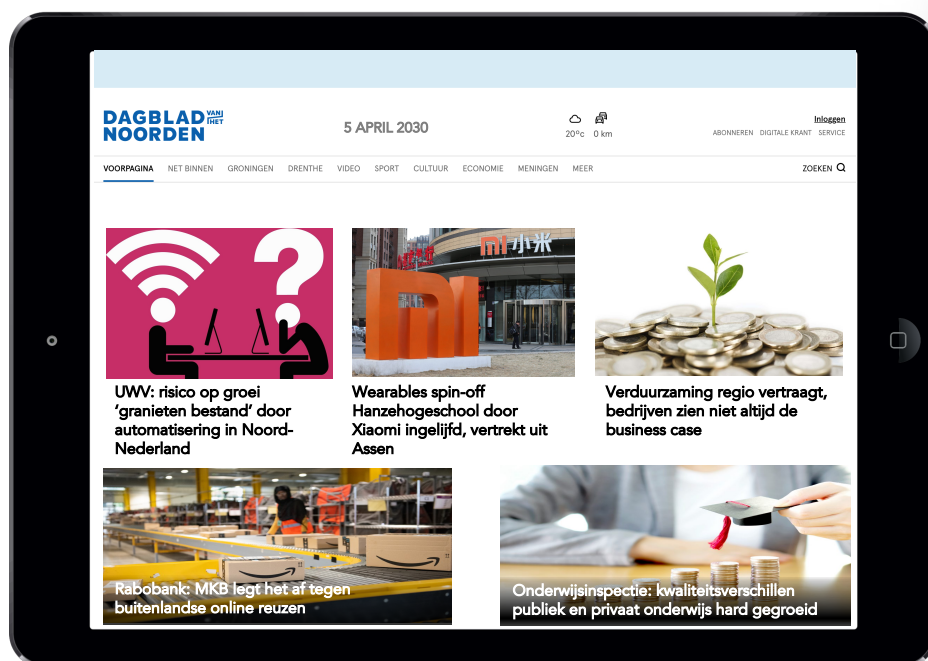 DAGBLAD VAN
HET
NOORDEN
5 APRIL 2030
20°c 0 km
Inloggen
ABONNEREN DIGITALE KRANT SERVICE
VOORPAGINA NET BINNEN GRONINGEN DRENTHE VIDEO SPORT CULTUUR ECONOMIE MENINGEN MEER ZOEKEN
小米
UWV: risico op groei
‘granieten bestand’ door
automatisering in Noord-
Nederland
Wearables spin-off
Hanzehogeschool door
Xiaomi ingelijfd, vertrekt uit
Assen
Verduurzaming regio vertraagt,
bedrijven zien niet altijd de
business case
Rabobank: MKB legt het af tegen
buitenlandse online reuzen
Onderwijsinspectie: kwaliteitsverschillen
publiek en privaat onderwijs hard gegroeid